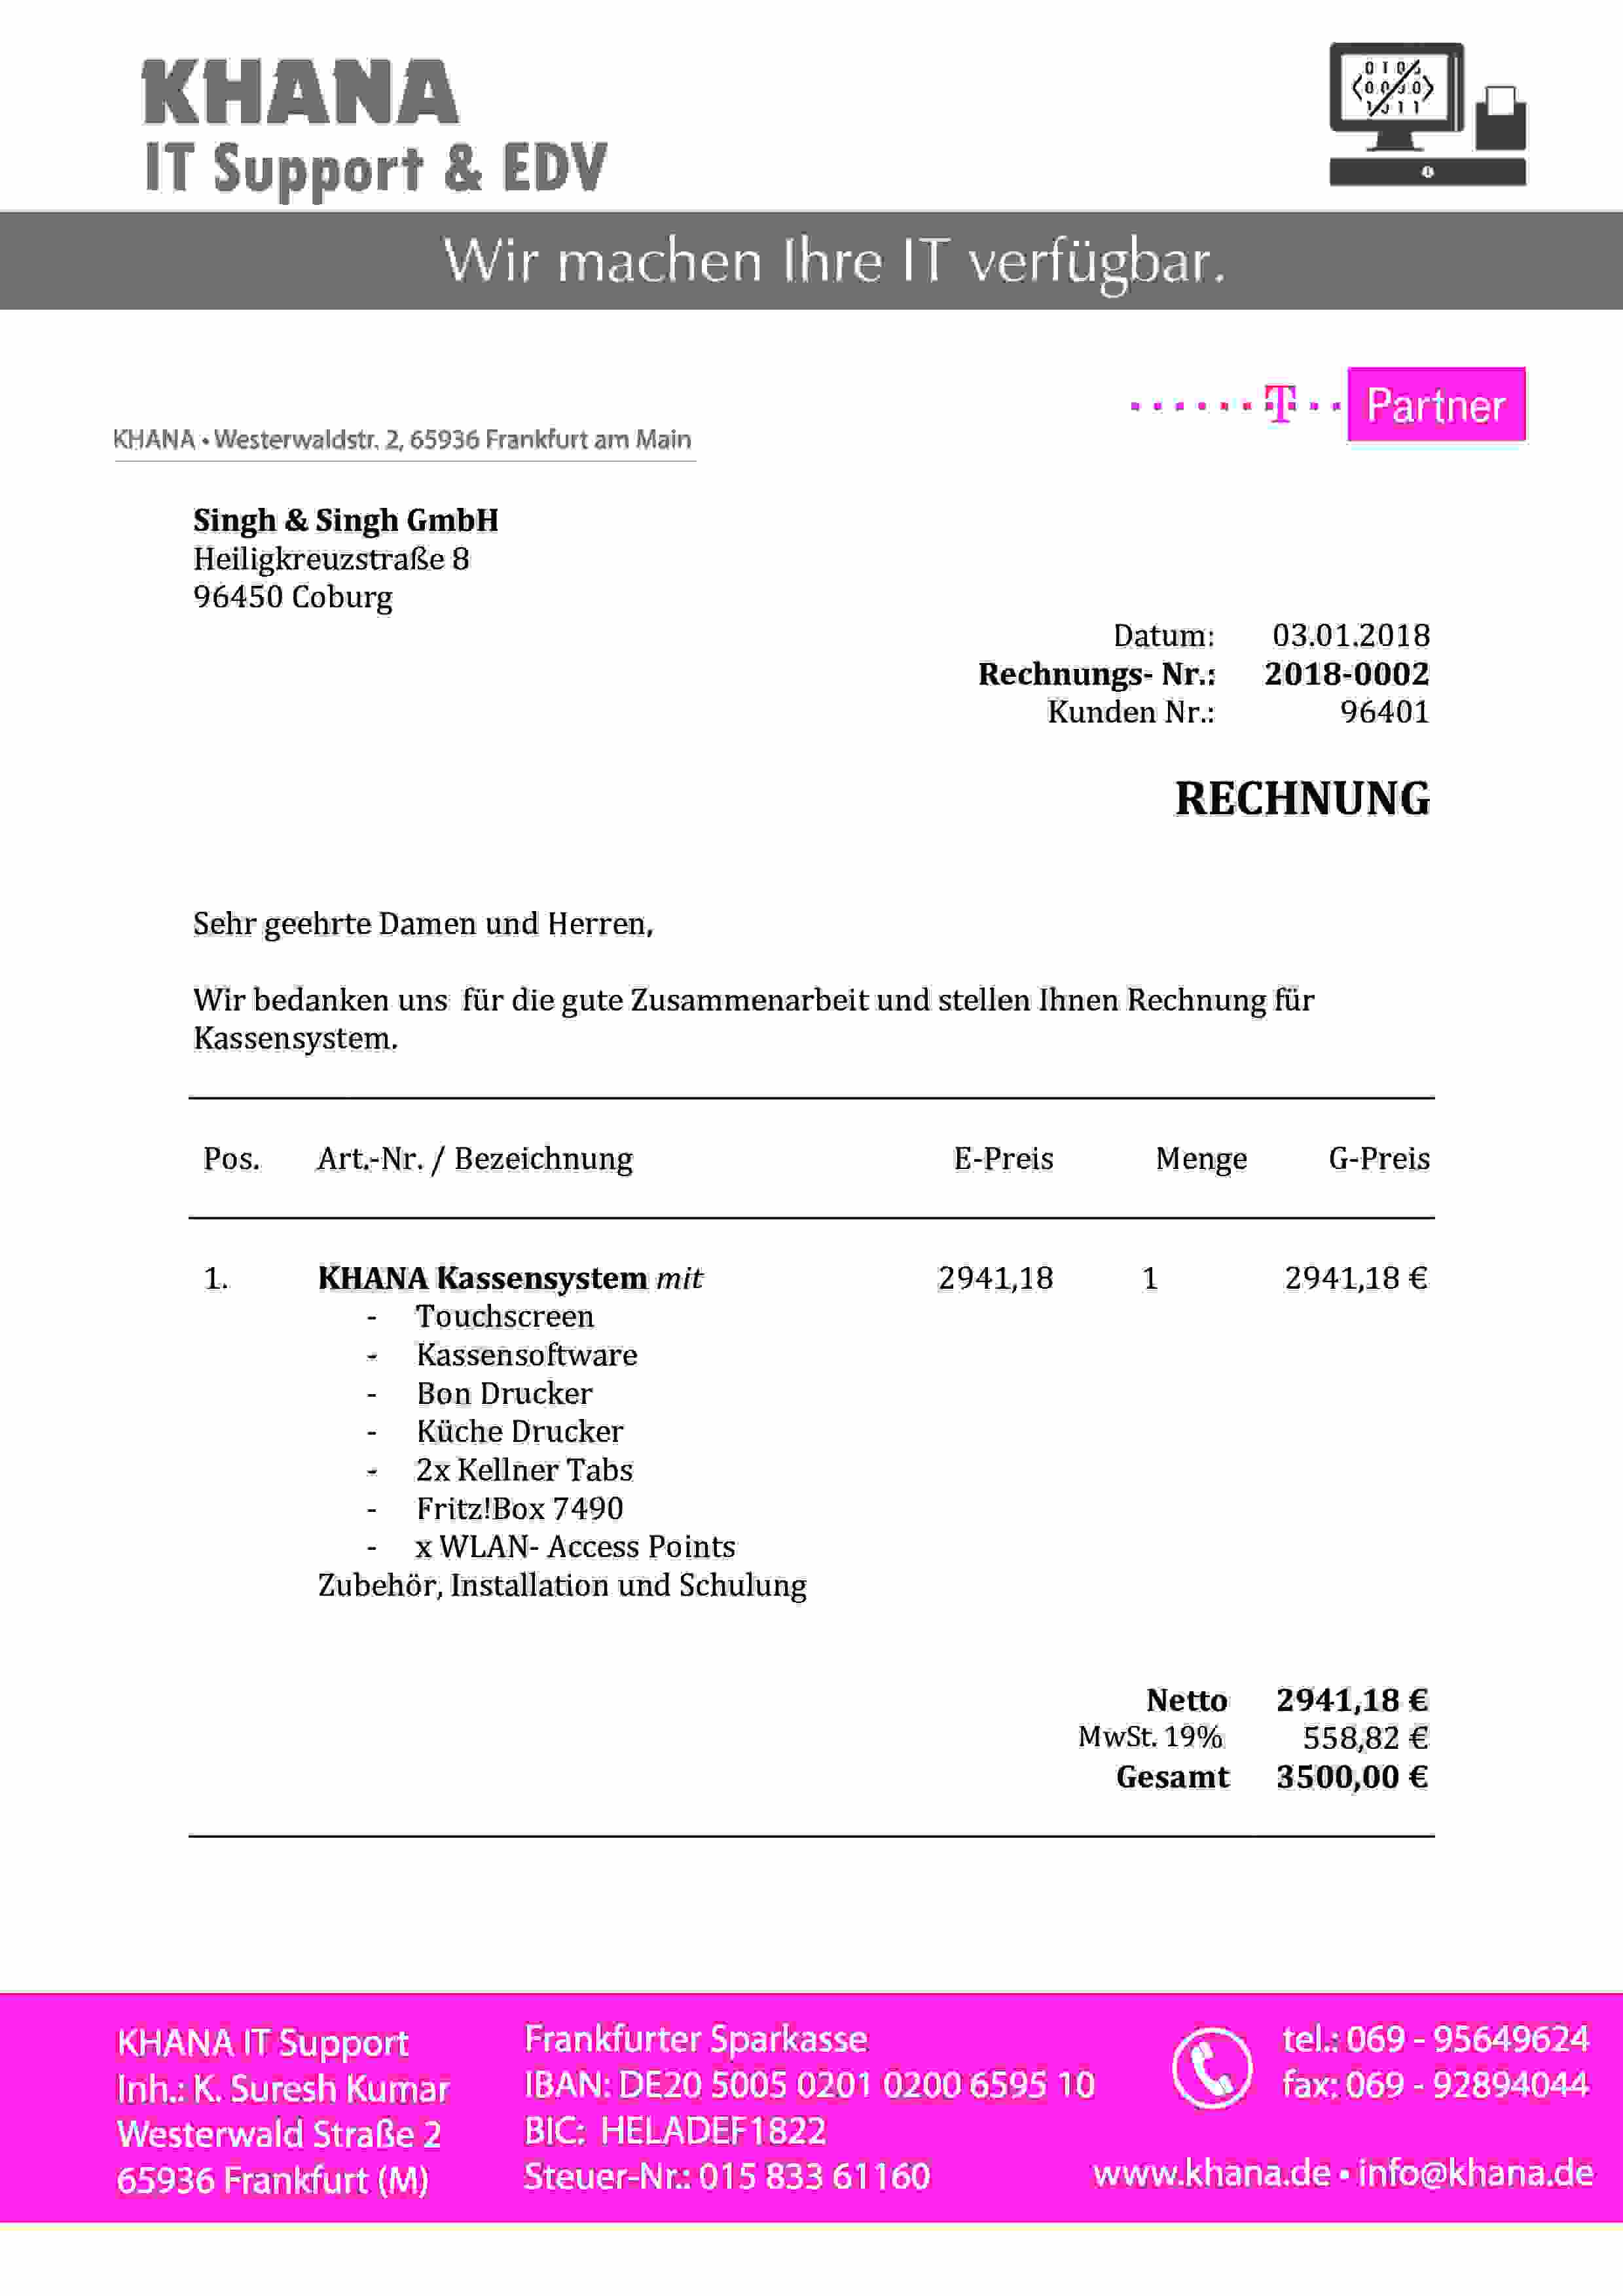 KHANA
IT Support & EDV
Wir machen Ihre IT verfügbar.
T Partner
KHANA • Westerwaldstr. 2, 65936 Frankfurt am Main
Singh & Singh GmbH
Heiligkreuzstraße 8
96450 Coburg
Datum: 03.01.2018
Rechnungs- Nr.: 2018-0002
Kunden Nr.: 96401
RECHNUNG
Sehr geehrte Damen und Herren,
Wir bedanken uns für die gute Zusammenarbeit und stellen Ihnen Rechnung für
Kassensystem.
Pos. Art.-Nr. / Bezeichnung E-Preis Menge G-Preis
1. KHANA Kassensystem mit 2941,18 1 2941,18 €
- Touchscreen
- Kassensoftware
- Bon Drucker
- Küche Drucker
- 2x Kellner Tabs
- Fritz!Box 7490
- x WLAN- Access Points
Zubehör, Installation und Schulung
Netto 2941,18 €
MwSt. 19% 558,82 €
Gesamt 3500,00 €
KHANA IT Support
Inh.: K. Suresh Kumar
Westerwald Straße 2
65936 Frankfurt (M)
Frankfurter Sparkasse
IBAN: DE20 5005 0201 0200 6595 10
BIC: HELADEF1822
Steuer-Nr.: 015 833 61160
tel.: 069 - 95649624
fax: 069 - 92894044
www.khana.de • info@khana.de